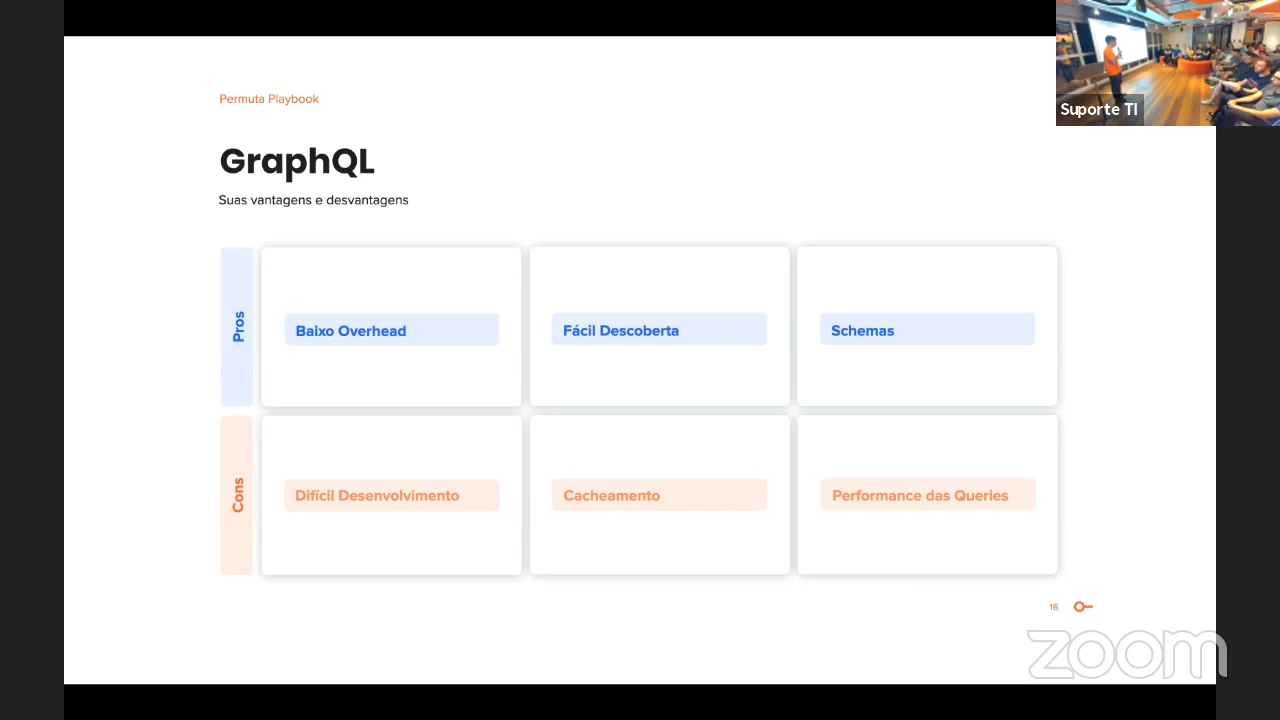 Permuta Playbook
GraphQL
Suas vantagens e desvantagens
Pros
Baixo Overhead
Fácil Descoberta
Schemas
Cons
Difícil Desenvolvimento
Cacheamento
Performance das Queries
16
Suporte TI
zoom